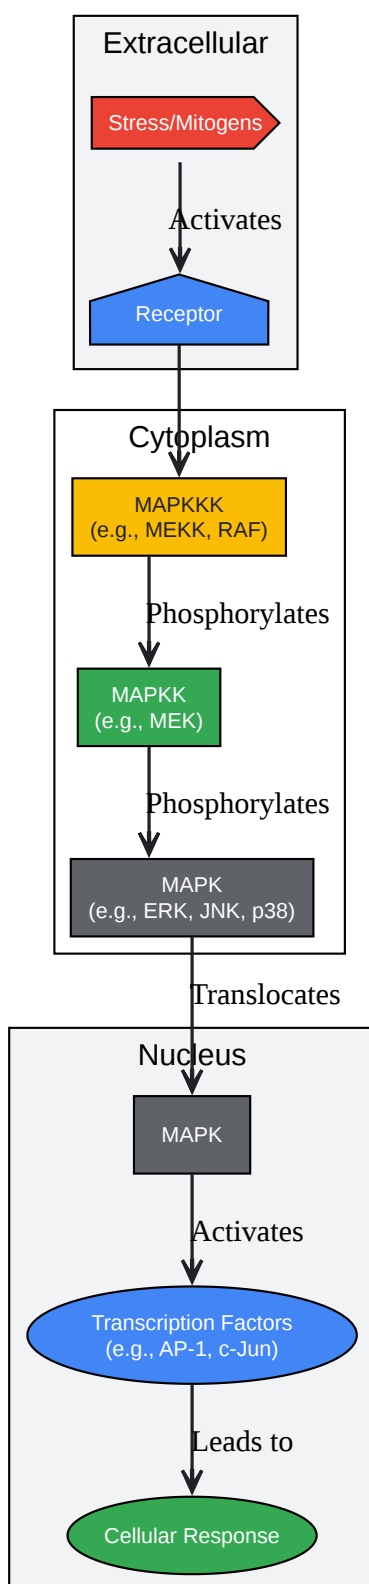 Extracellular
Stress/Mitogens
Activates
Receptor
Cytoplasm
MAPKKK
(e.g., MEKK, RAF)
Phosphorylates
MAPKK
(e.g., MEK)
Phosphorylates
MAPK
(e.g., ERK, JNK, p38)
Translocates
Nucleus
MAPK
Activates
Transcription Factors
(e.g., AP-1, c-Jun)
Leads to
Cellular Response